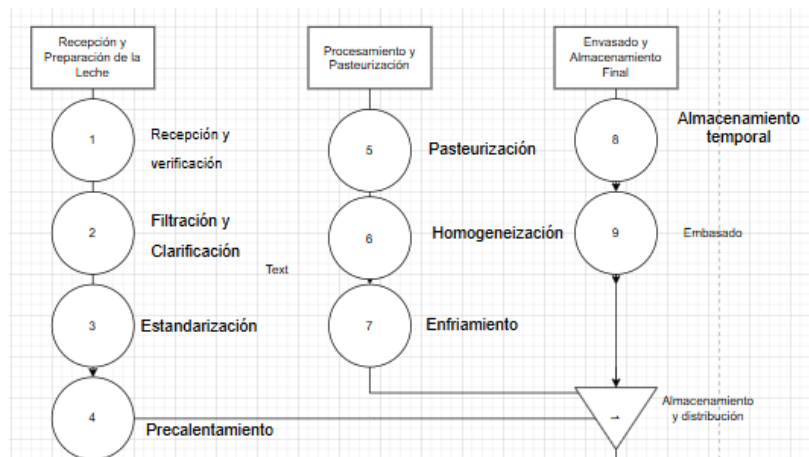 Recepción y
Preparación de la
Leche
Procesamiento y
Pasteurización
Envasado y
Almacenamiento
Final
1
Recepción y
verificación
2
Filtración y
Clarificación
Text
3
Estandarización
4
Precalentamiento
5
Pasteurización
6
Homogeneización
7
Enfriamiento
8
Almacenamiento
temporal
9
Embasado
1
Almacenamiento
y distribución